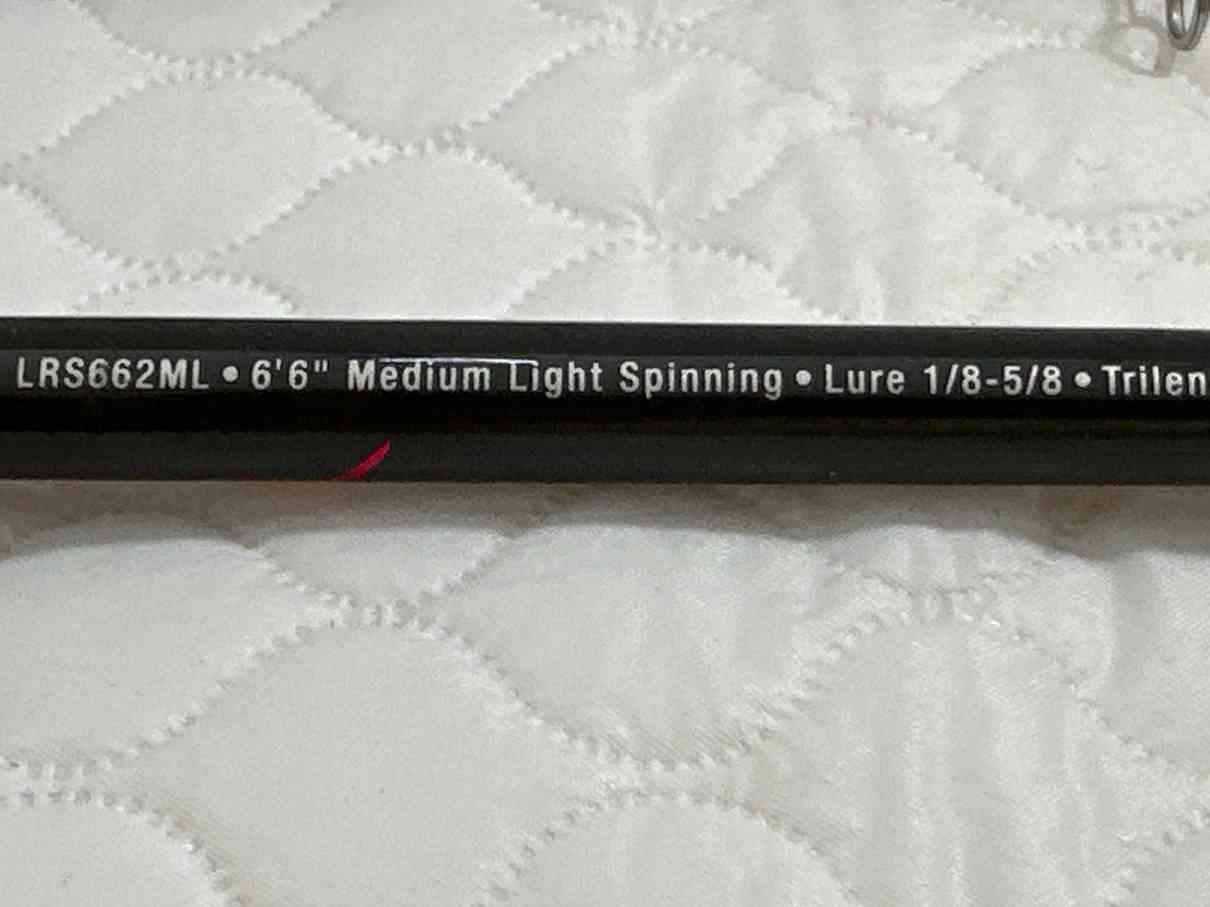 LRS662ML • 6'6" Medium Light Spinning • Lure 1/8-5/8 • Trilen